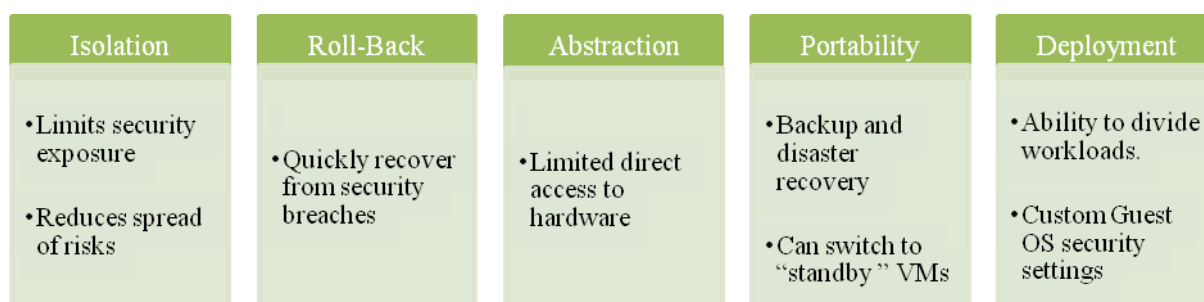 Isolation
•Limits security
exposure
•Reduces spread
of risks
Roll-Back
•Quickly recover
from security
breaches
Abstraction
•Limited direct
access to
hardware
Portability
•Backup and
disaster
recovery
•Can switch to
“standby ” VMs
Deployment
•Ability to divide
workloads.
•Custom Guest
OS security
settings